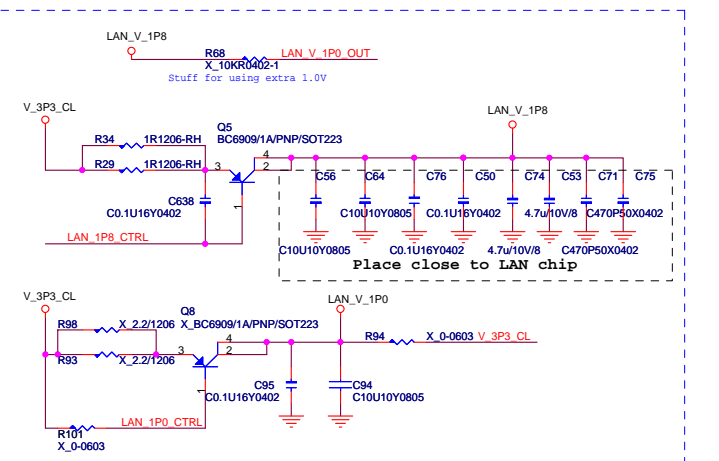 LAN_V_1P8
R68
LAN_V_1P0_OUT
X_10KR0402-1
Stuff for using extra 1.0V
V_3P3_CL
LAN_V_1P8
Q5
R34
1R1206-RH
BC6909/1A/PNP/SOT223
4
R29
1R1206-RH
3
2
C56
C64
C76
C50
C74
C53
C71
C75
1
C638
C0.1U16Y0402
C10U10Y0805
C0.1U16Y0402
4.7u/10V/8
C470P50X0402
LAN_1P8_CTRL
C10U10Y0805
C0.1U16Y0402
4.7u/10V/8
C470P50X0402
Place close to LAN chip
V_3P3_CL
LAN_V_1P0
Q8
R98
X_2.2/1206
X_BC6909/1A/PNP/SOT223
4
R94
X_0-0603
V_3P3_CL
R93
X_2.2/1206
3
2
1
C95
C0.1U16Y0402
C94
C10U10Y0805
LAN_1P0_CTRL
R101
X_0-0603